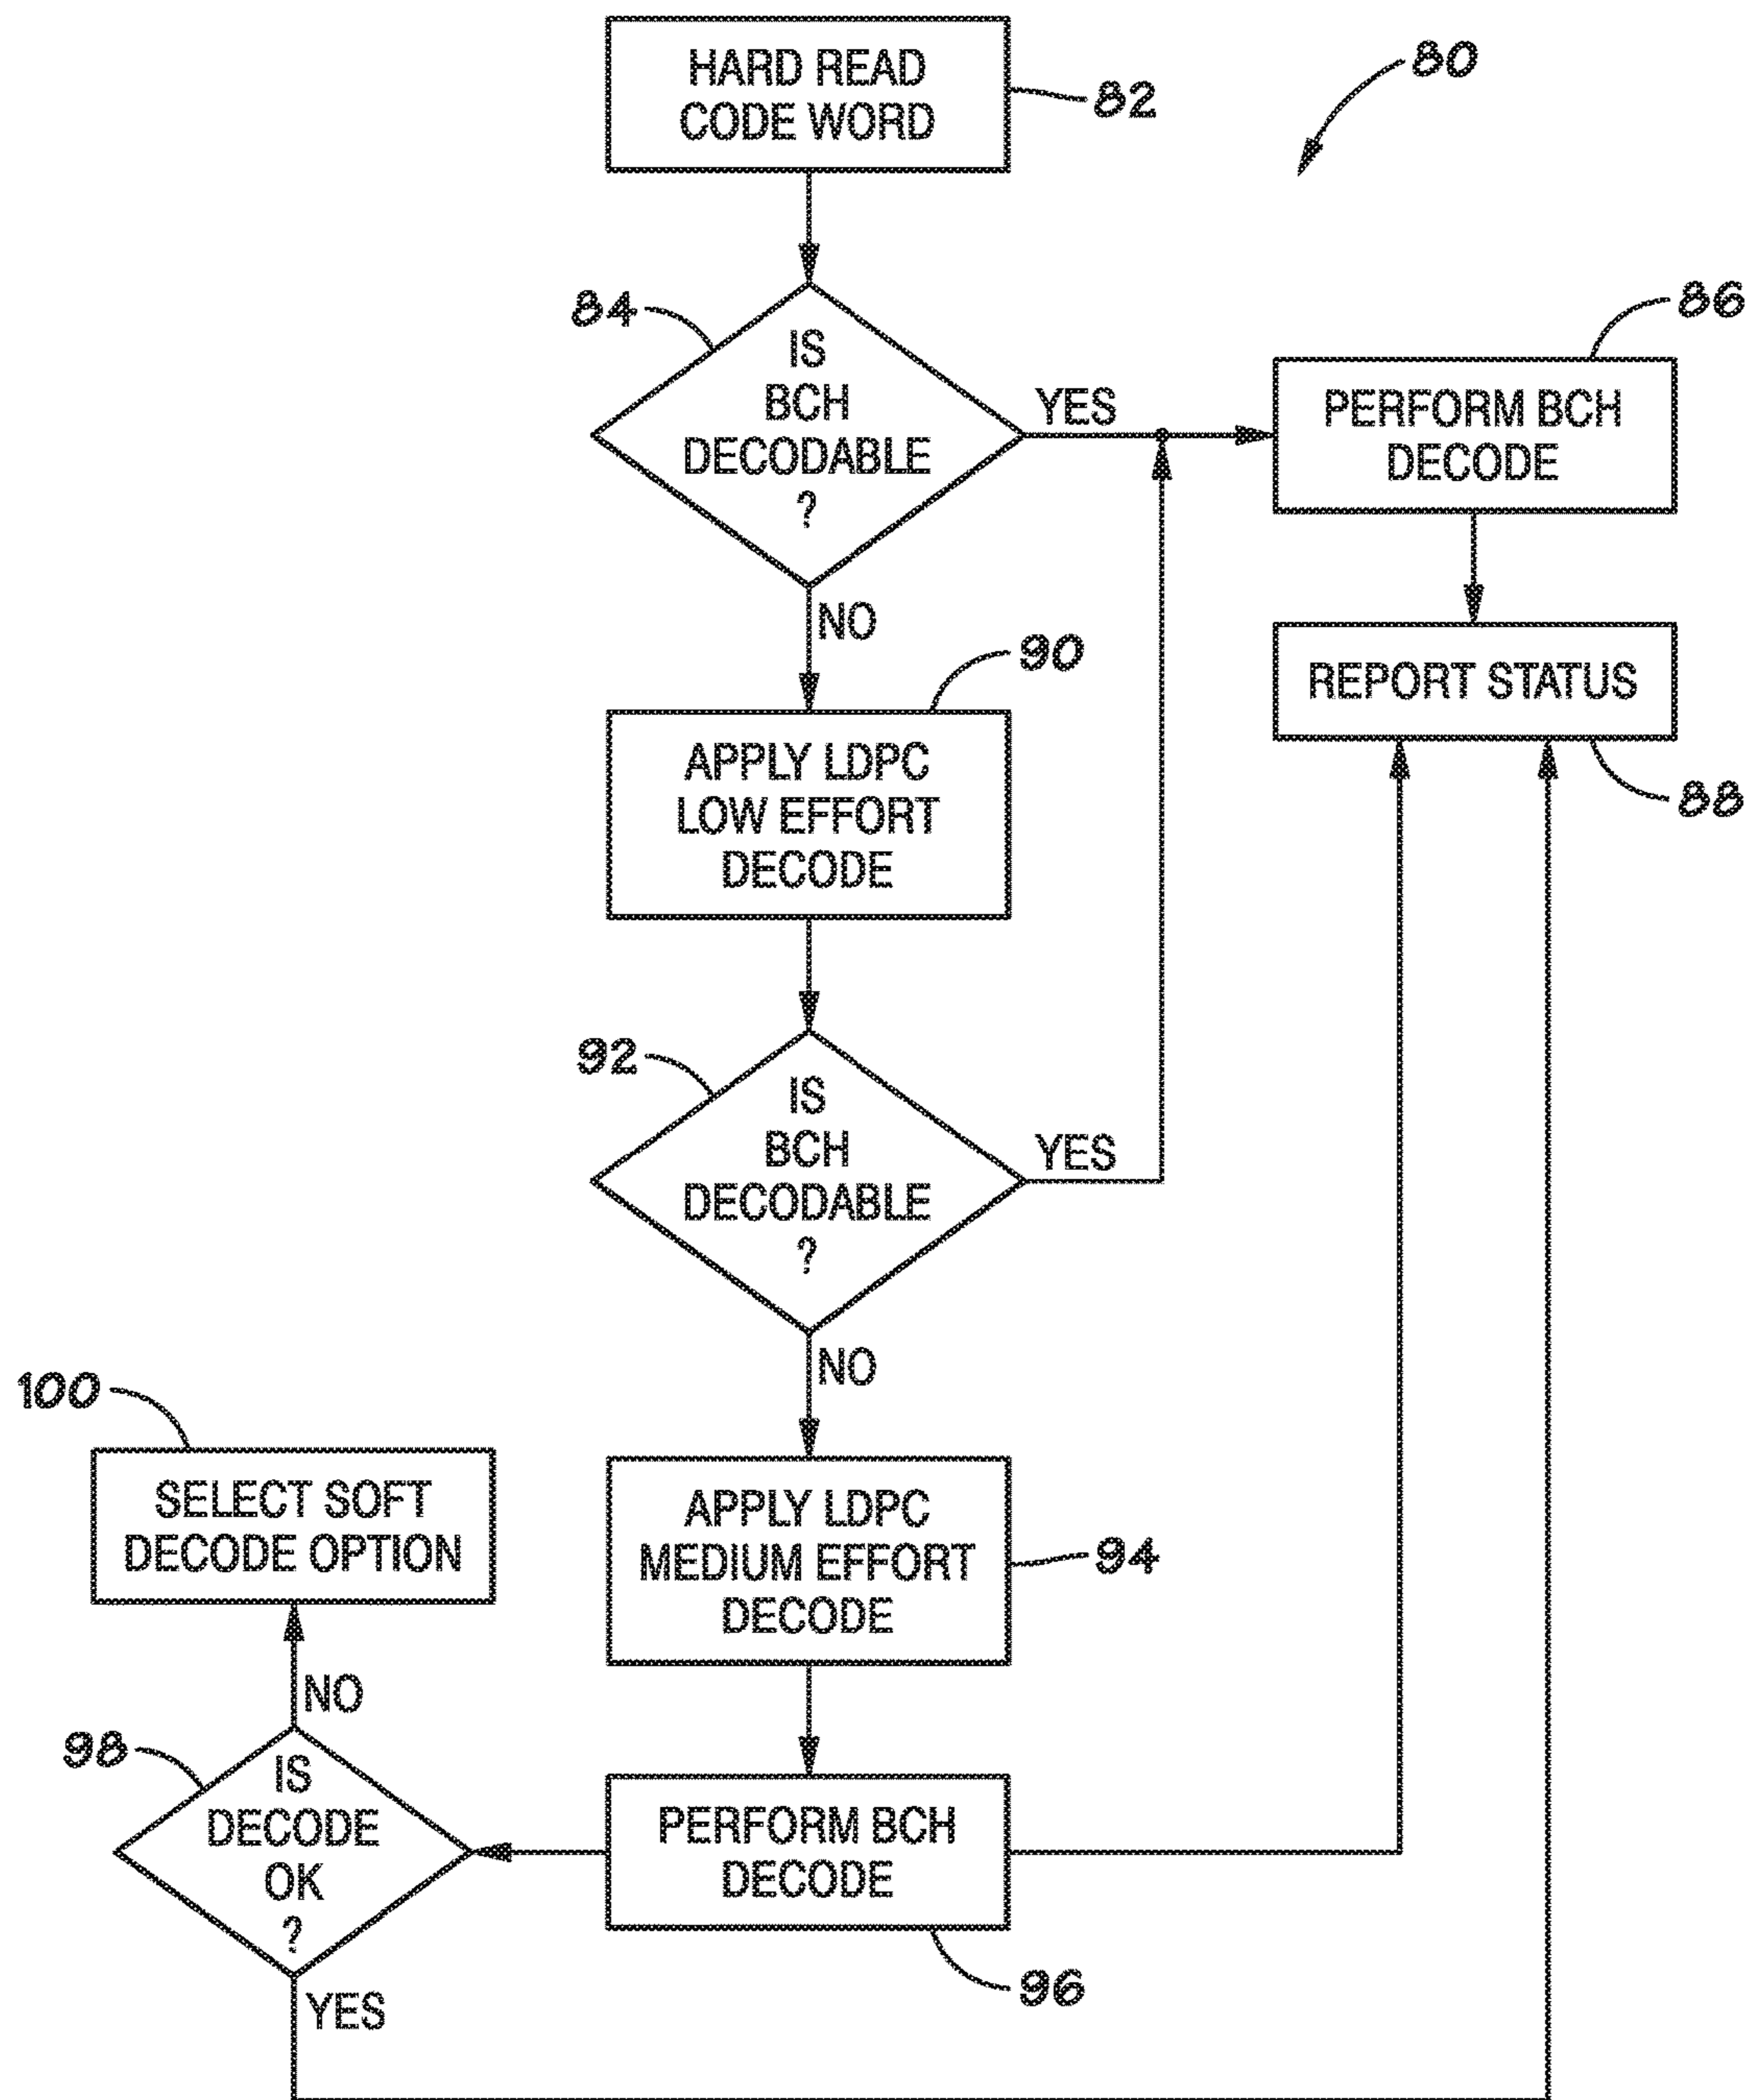 HARD READ
CODE WORD
82
80
84
IS
BCH
DECODABLE
?
YES
NO
86
PERFORM BCH
DECODE
REPORT STATUS
88
90
APPLY LDPC
LOW EFFORT
DECODE
92
IS
BCH
DECODABLE
?
YES
NO
94
APPLY LDPC
MEDIUM EFFORT
DECODE
PERFORM BCH
DECODE
96
98
IS
DECODE
OK
?
NO
YES
100
SELECT SOFT
DECODE OPTION